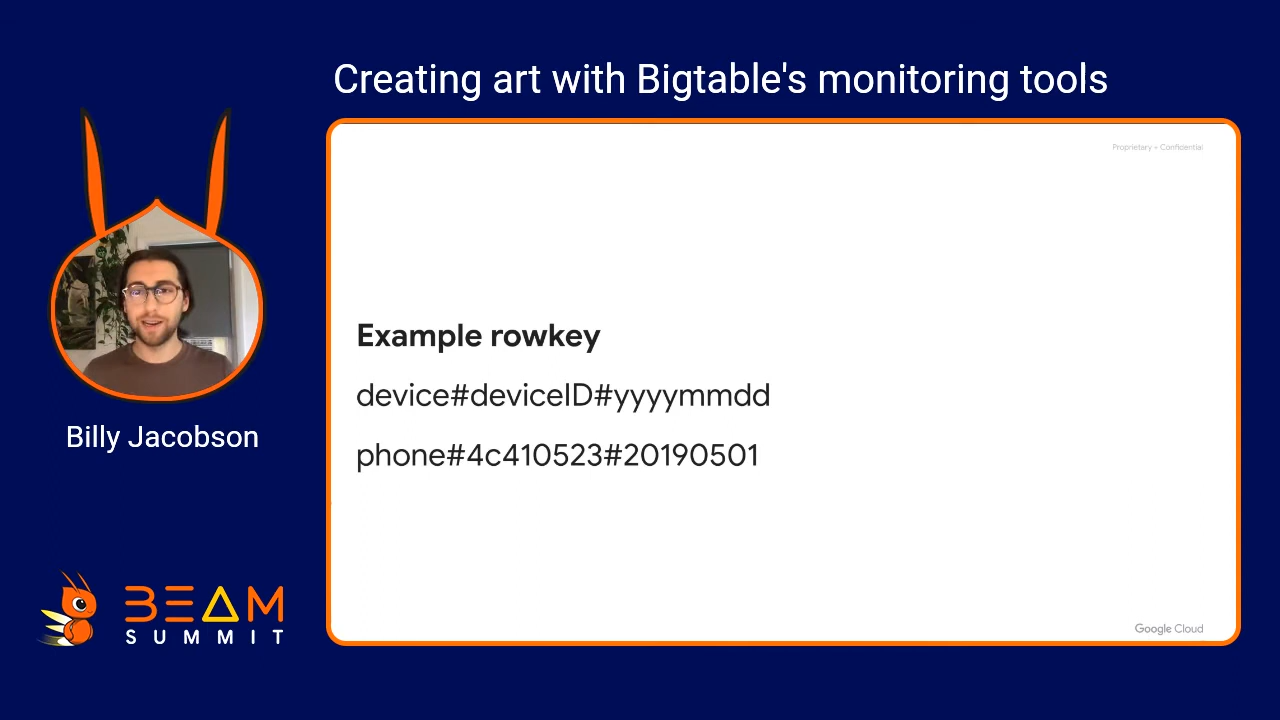 Creating art with Bigtable's monitoring tools
Proprietary + Confidential
Example rowkey
device#deviceID#yyyymmdd
phone#4c410523#20190501
Billy Jacobson
BEAM
SUMMIT
Google Cloud